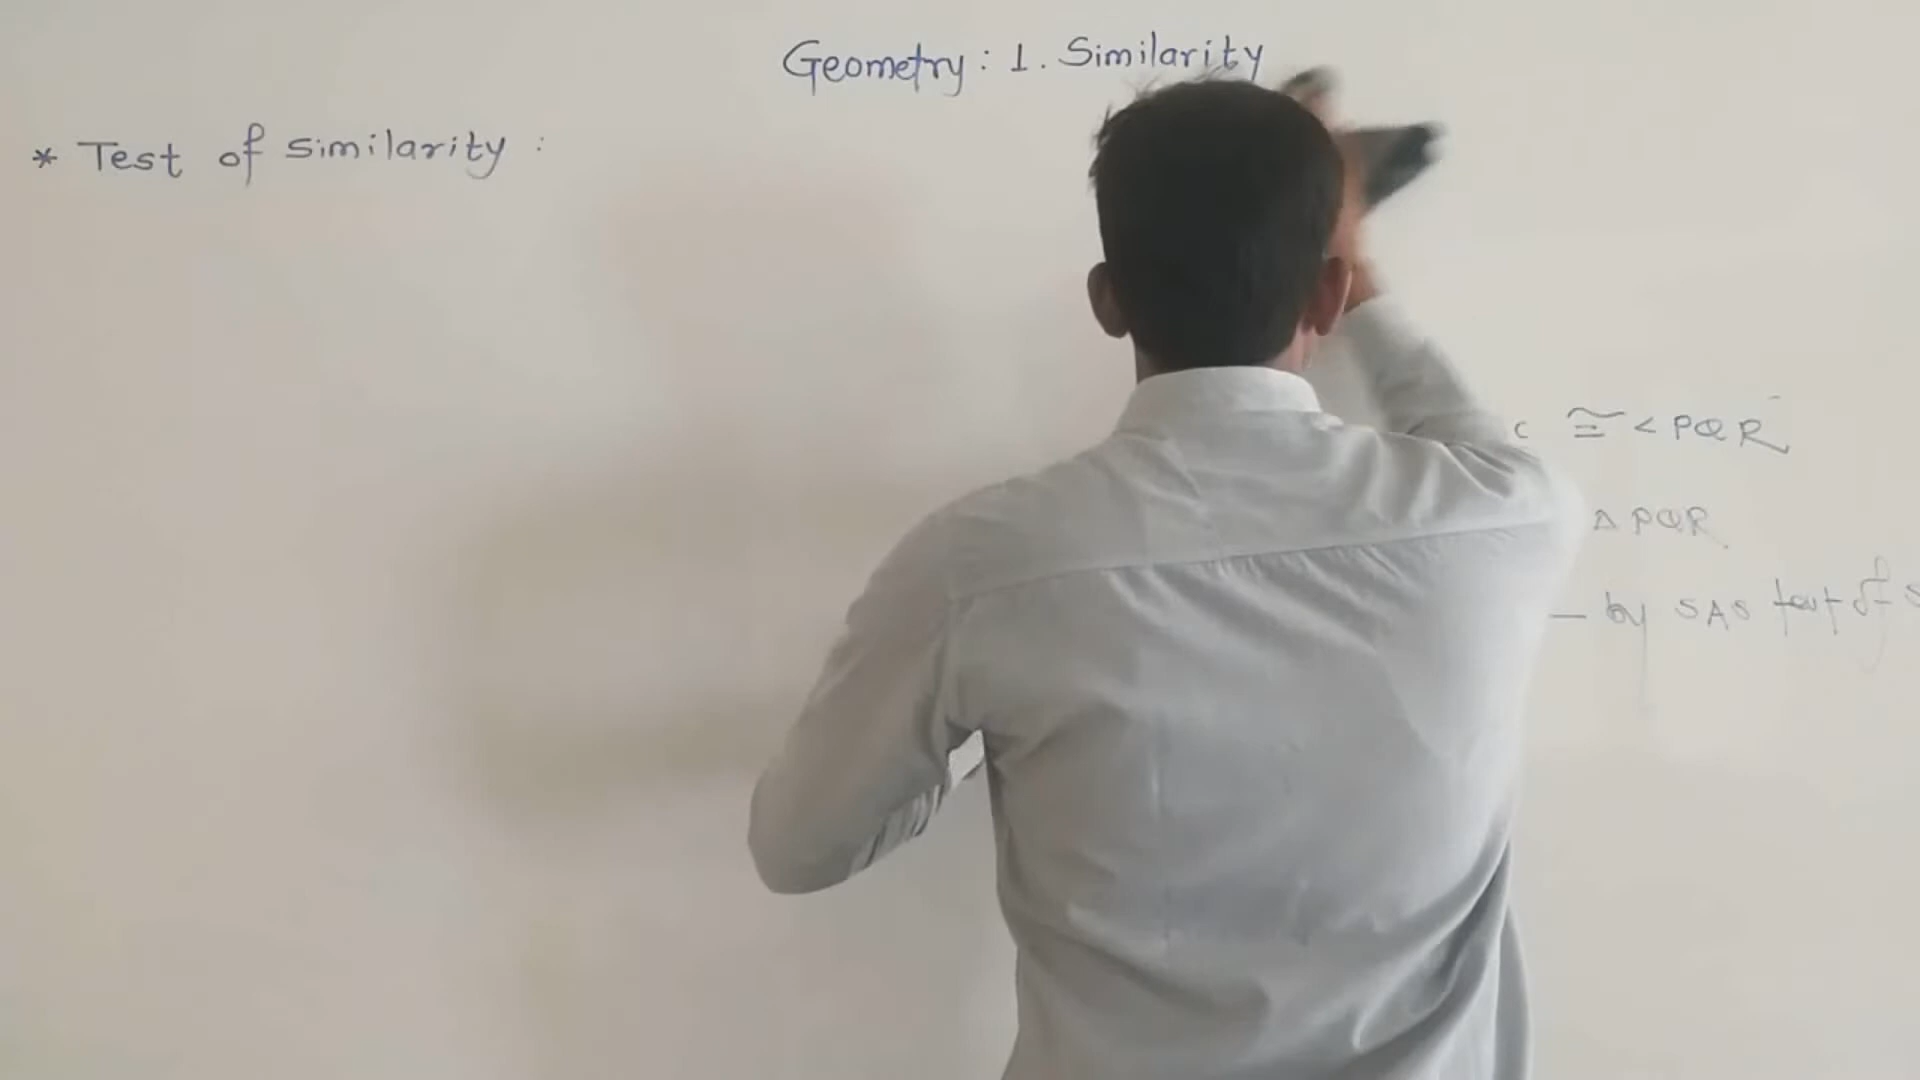 Geometry : 1. Similarity
* Test of similarity :
C ≅ < PQR
Δ PQR
— by SAS test of S